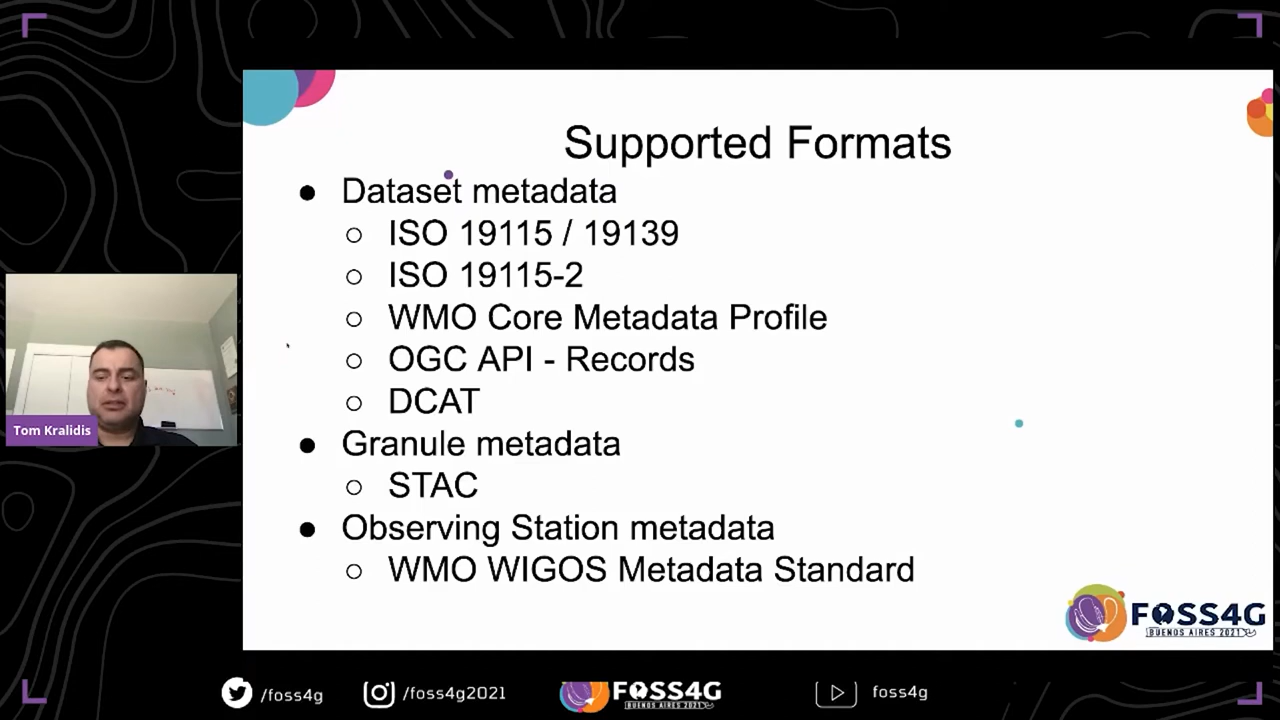 Supported Formats
Dataset metadata
ISO 19115 / 19139
ISO 19115-2
WMO Core Metadata Profile
OGC API - Records
DCAT
Granule metadata
STAC
Observing Station metadata
WMO WIGOS Metadata Standard
Tom Kralidis
FOSS4G
BUENOS AIRES 2021
/foss4g
/foss4g2021
FOSS4G
BUENOS AIRES 2021
foss4g